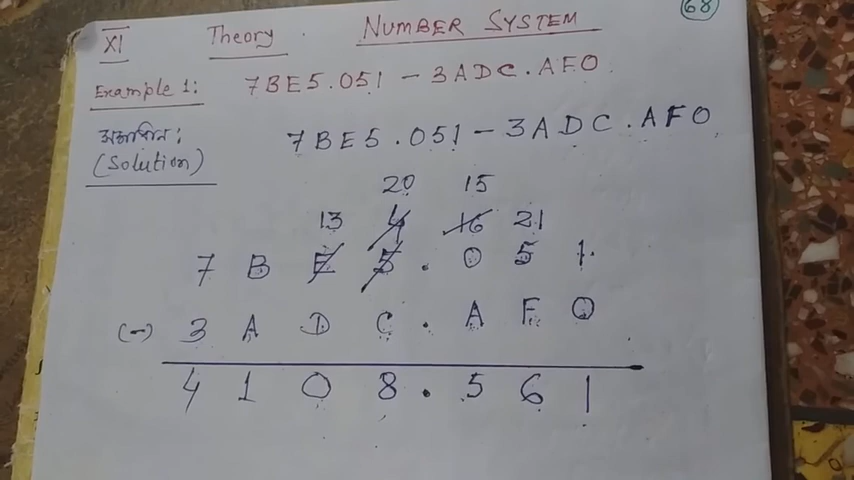 68
XI Theory. NUMBER SYSTEM
Example 1: 7BE5.051 - 3ADC.AF0
7BE5.051 - 3ADC.AF0
(Solution)
20 15
13 4 16 21
7 B E 5 . 0 5 1
(-) 3 A D C . A F 0
4 1 0 8 . 5 6 1